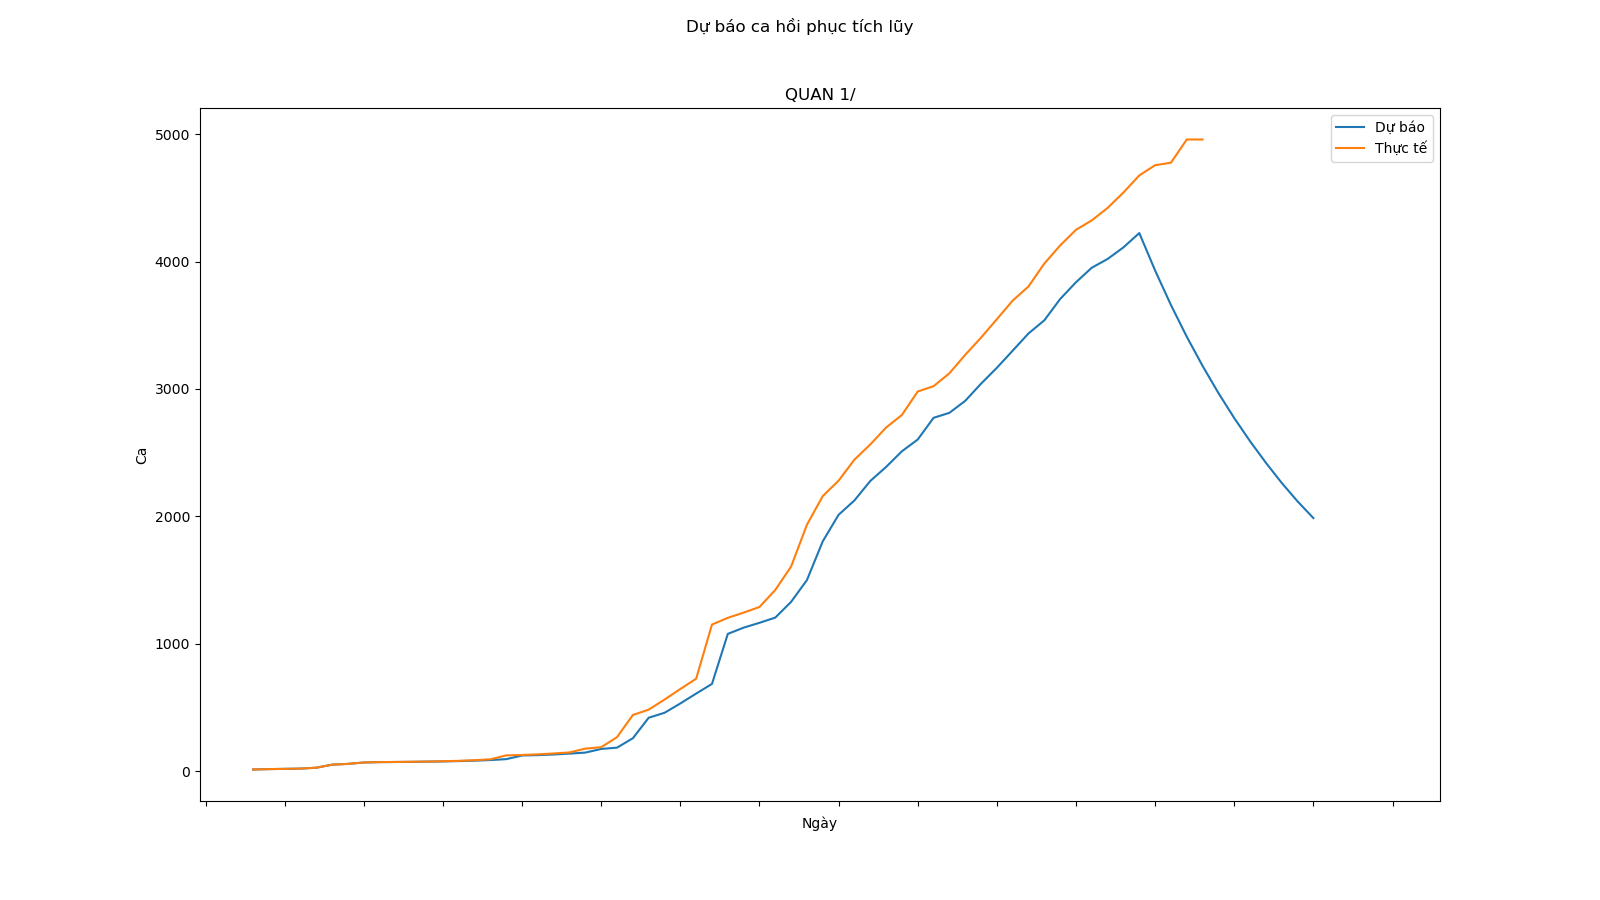 Dự báo ca hồi phục tích lũy
QUAN 1/
Dự báo
Thực tế
5000
4000
3000
2000
1000
0
Ca
Ngày